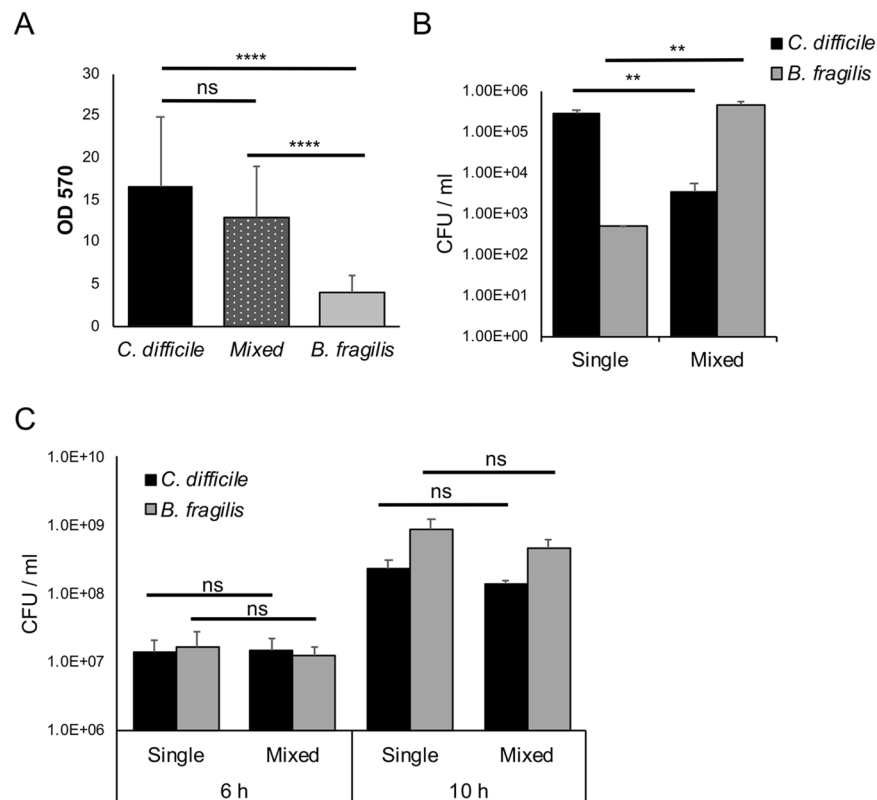 A
****
ns
****
30
25
20
15
10
5
0
OD 570
C. difficile
Mixed
B. fragilis
B
C. difficile
B. fragilis
**
**
1.00E+06
1.00E+05
1.00E+04
1.00E+03
1.00E+02
1.00E+01
1.00E+00
CFU / ml
Single
Mixed
C
1.0E+10
1.0E+09
1.0E+08
1.0E+07
1.0E+06
CFU / ml
C. difficile
B. fragilis
ns
ns
ns
ns
Single
Mixed
Single
Mixed
6 h
10 h